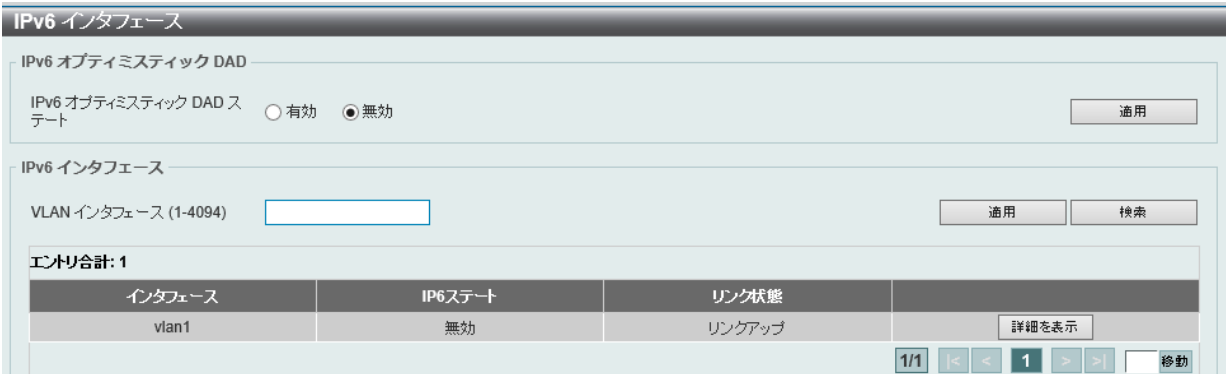 IPv6 インタフェース
IPv6 オプティミスティック DAD
IPv6 オプティミスティック DAD ス
テート
有効 無効 適用
IPv6 インタフェース
VLAN インタフェース (1-4094) 適用 検索
エントリ合計: 1
インタフェース IP6ステート リンク状態
vlan1 無効 リンクアップ 詳細を表示
1/1 |< < 1 > >| 移動